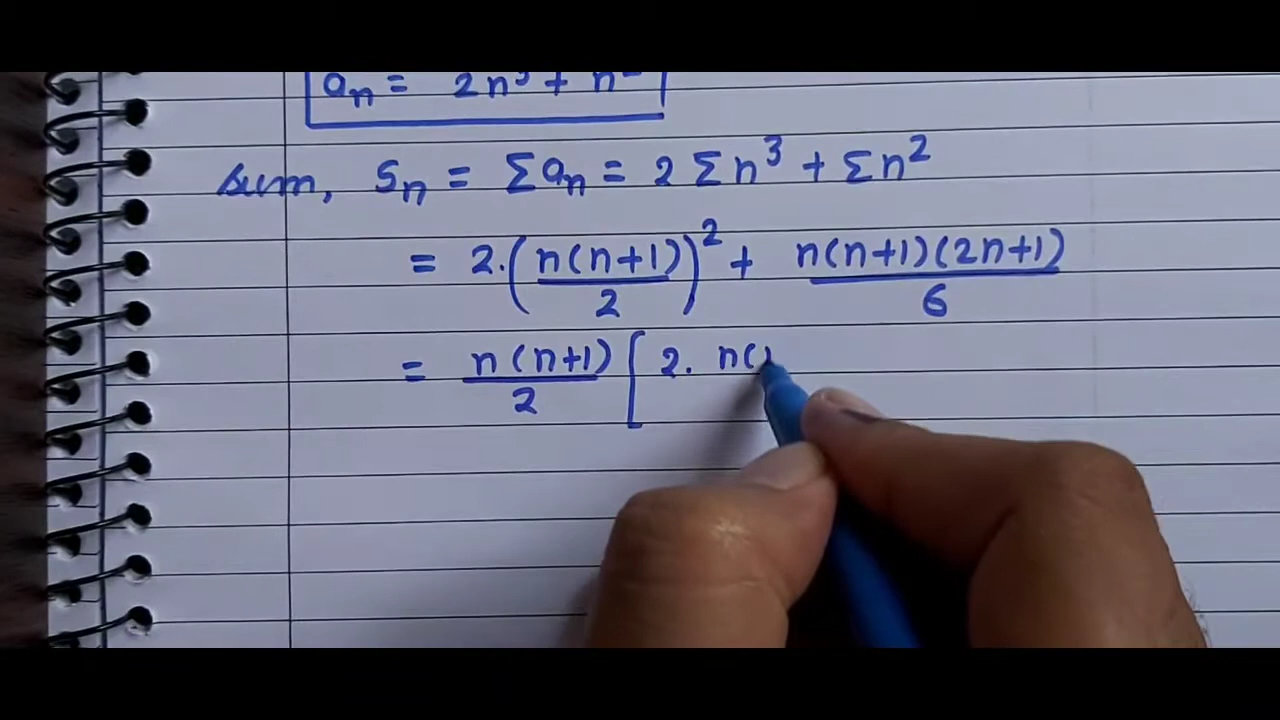 an = 2n³ + n²
sum, Sn = Σan = 2 Σn³ + Σn²
= 2.(n(n+1)/2)² + n(n+1)(2n+1)/6
= n(n+1)/2 [ 2. n(